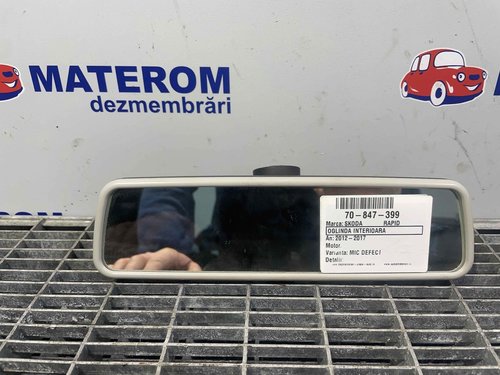 MATEROM
dezmembrări
70-847-399
Marca: SKODA RAPID
OGLINDA INTERIOARA
An: 2012-2017
Motor:
Varianta: MIC DEFECT
Detalii: